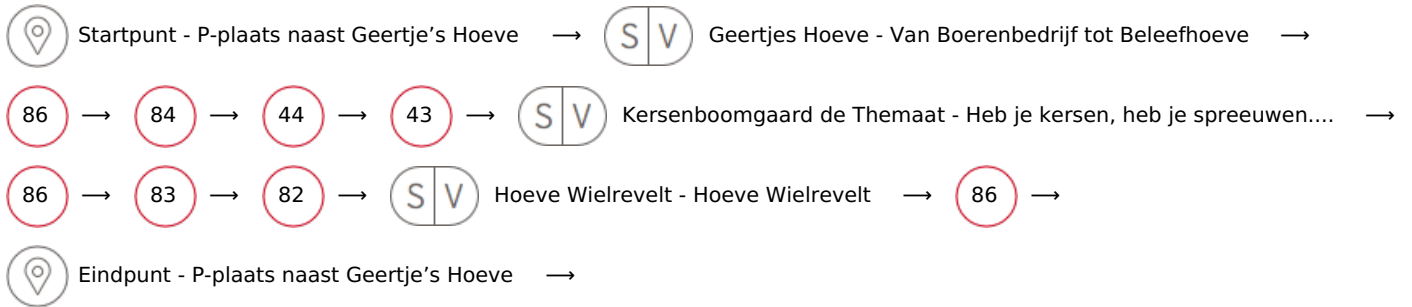 Startpunt - P-plaats naast Geertje’s Hoeve → S V Geertjes Hoeve - Van Boerenbedrijf tot Beleefhoeve →
86 → 84 → 44 → 43 → S V Kersenboomgaard de Themaat - Heb je kersen, heb je spreeuwen.... →
86 → 83 → 82 → S V Hoeve Wielrevelt - Hoeve Wielrevelt → 86 →
Eindpunt - P-plaats naast Geertje’s Hoeve →